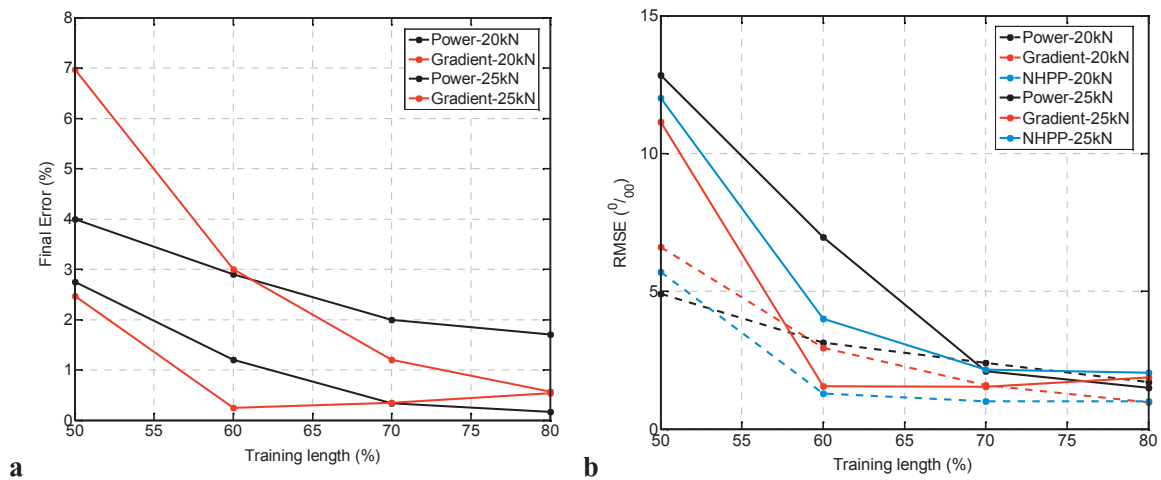 8
7
6
5
4
3
2
1
0
50 55 60 65 70 75 80
Final Error (%)
Training length (%)
Power-20kN
Gradient-20kN
Power-25kN
Gradient-25kN
a
15
10
5
0
50 55 60 65 70 75 80
RMSE (0/00)
Training length (%)
Power-20kN
Gradient-20kN
NHPP-20kN
Power-25kN
Gradient-25kN
NHPP-25kN
b